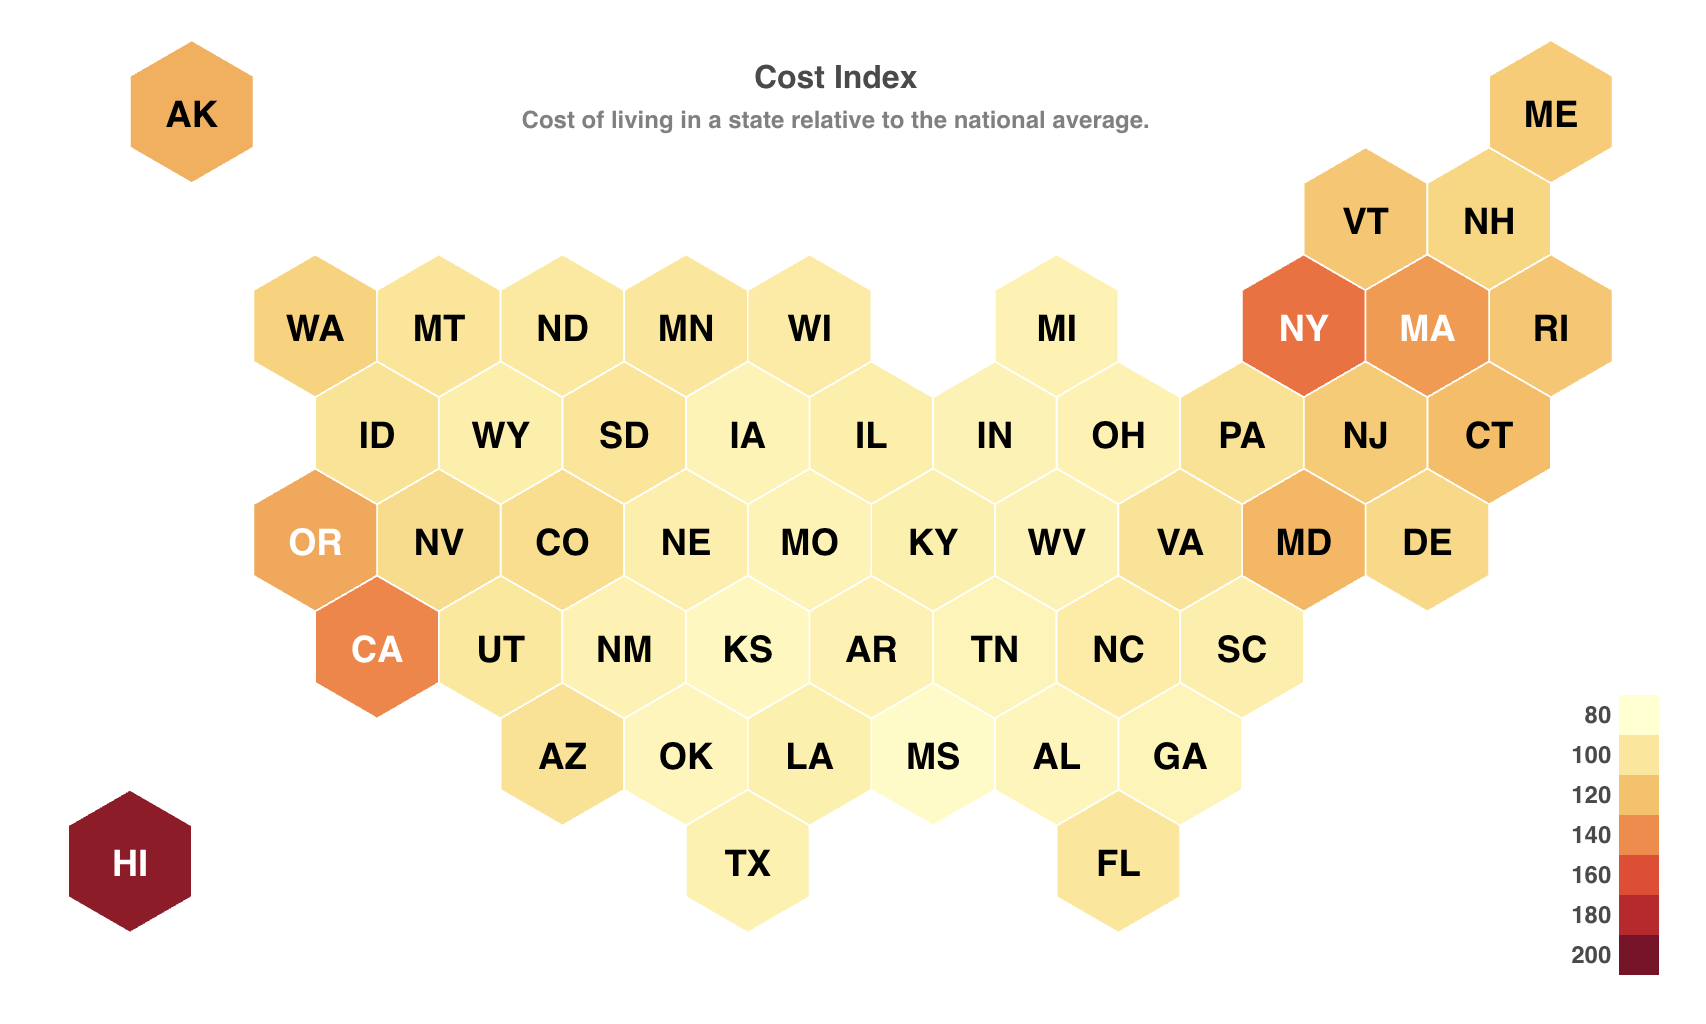 Cost Index
Cost of living in a state relative to the national average.
AK
ME
VT NH
WA MT ND MN WI MI NY MA RI
ID WY SD IA IL IN OH PA NJ CT
OR NV CO NE MO KY WV VA MD DE
CA UT NM KS AR TN NC SC
AZ OK LA MS AL GA
HI TX FL
80
100
120
140
160
180
200